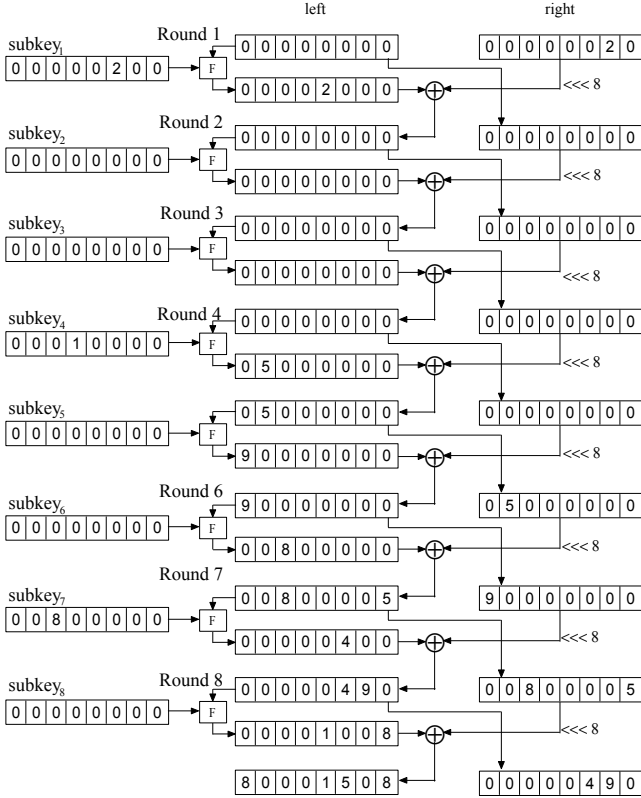 left right
Round 1 0 0 0 0 0 0 0 0 0 0 0 0 0 0 2 0
subkey1
0 0 0 0 0 2 0 0 F
0 0 0 0 2 0 0 0 <<< 8
Round 2 0 0 0 0 0 0 0 0 0 0 0 0 0 0 0 0
subkey2
0 0 0 0 0 0 0 0 F
0 0 0 0 0 0 0 0 <<< 8
Round 3 0 0 0 0 0 0 0 0 0 0 0 0 0 0 0 0
subkey3
0 0 0 0 0 0 0 0 F
0 0 0 0 0 0 0 0 <<< 8
Round 4 0 0 0 0 0 0 0 0 0 0 0 0 0 0 0 0
subkey4
0 0 0 1 0 0 0 0 F
0 5 0 0 0 0 0 0 <<< 8
0 5 0 0 0 0 0 0 0 0 0 0 0 0 0 0
subkey5
0 0 0 0 0 0 0 0 F
9 0 0 0 0 0 0 0 <<< 8
Round 6 9 0 0 0 0 0 0 0 0 5 0 0 0 0 0 0
subkey6
0 0 0 0 0 0 0 0 F
0 0 8 0 0 0 0 0 <<< 8
Round 7 0 0 8 0 0 0 0 5 9 0 0 0 0 0 0 0
subkey7
0 0 8 0 0 0 0 0 F
0 0 0 0 0 4 0 0 <<< 8
Round 8 0 0 0 0 0 4 9 0 0 0 8 0 0 0 0 5
subkey8
0 0 0 0 0 0 0 0 F
0 0 0 0 1 0 0 8 <<< 8
8 0 0 0 1 5 0 8 0 0 0 0 0 4 9 0